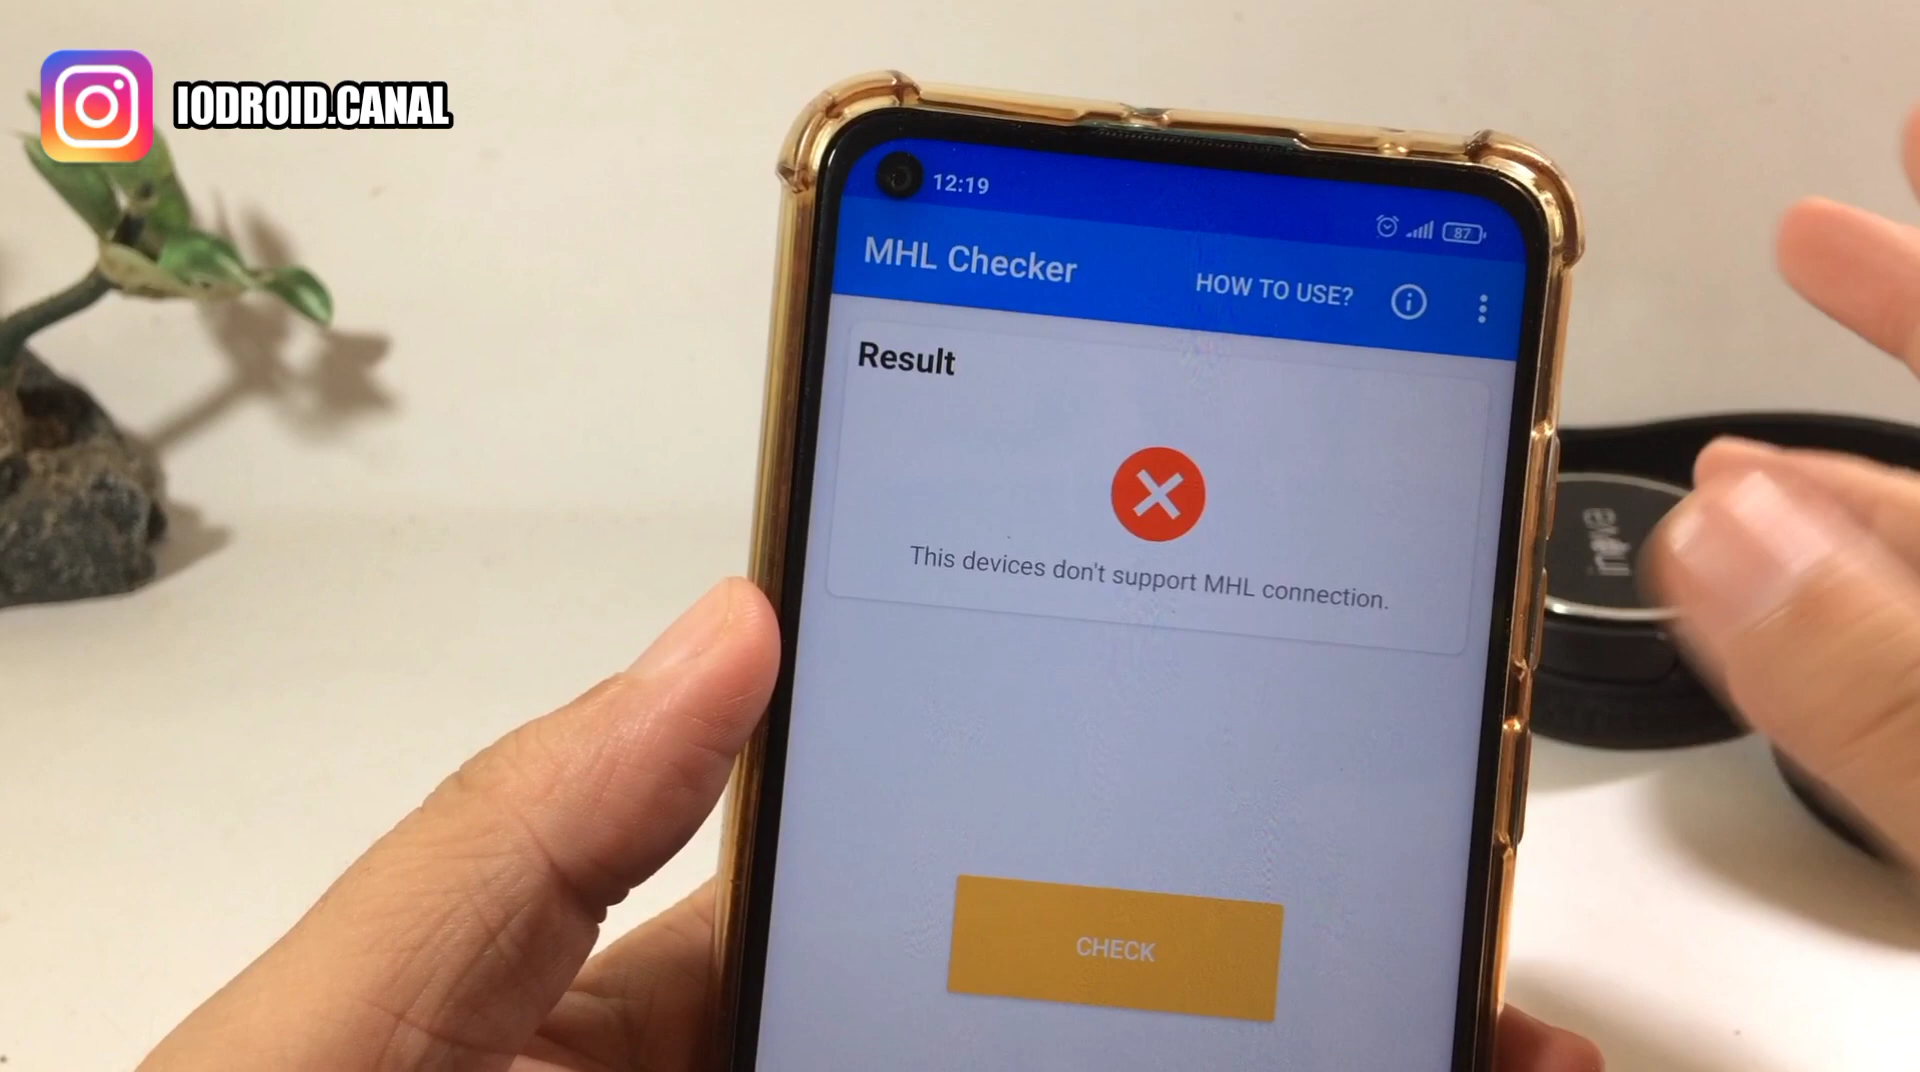 IODROID.CANAL
12:19
87
MHL Checker
HOW TO USE?
Result
This devices don't support MHL connection.
CHECK